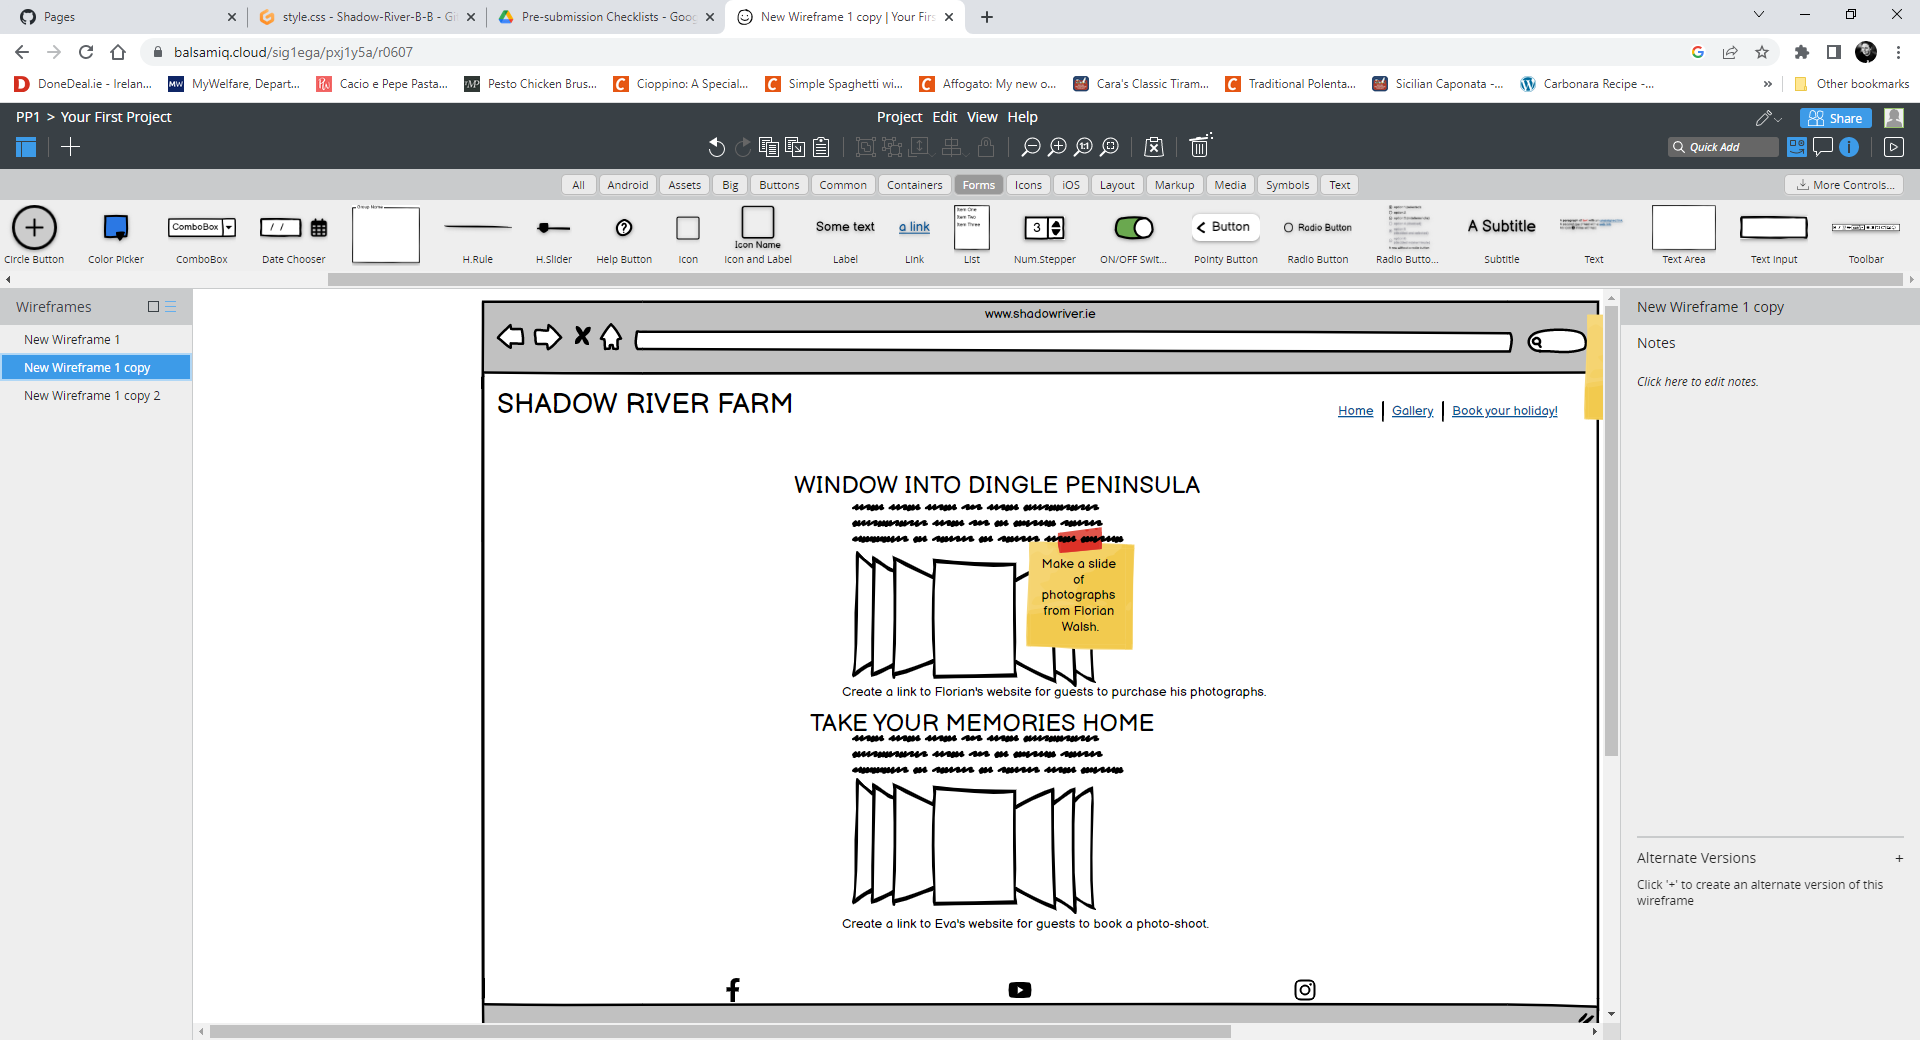 Pages
style.css - Shadow-River-B-B - Gi
Pre-submission Checklists - Goog
New Wireframe 1 copy | Your Firs
balsamiq.cloud/sig1ega/pxj1y5a/r0607
DoneDeal.ie - Irelan...
MyWelfare, Depart...
Cacio e Pepe Pasta...
Pesto Chicken Brus...
Cioppino: A Special...
Simple Spaghetti wi...
Affogato: My new o...
Cara's Classic Tiram...
Traditional Polenta...
Sicilian Caponata -...
Carbonara Recipe -...
Other bookmarks
PP1 > Your First Project
Project Edit View Help
Share
Quick Add
All Android Assets Big Buttons Common Containers Forms Icons iOS Layout Markup Media Symbols Text
More Controls...
ComboBox
/ /
Group Name
Icon Name
Some text
a link
Item One
Item Two
Item Three
3
Button
Radio Button
A Subtitle
Circle Button
Color Picker
ComboBox
Date Chooser
H.Rule
H.Slider
Help Button
Icon
Icon and Label
Label
Link
List
Num.Stepper
ON/OFF Swit...
Pointy Button
Radio Button
Radio Butto...
Subtitle
Text
Text Area
Text Input
Toolbar
Wireframes
New Wireframe 1
New Wireframe 1 copy
New Wireframe 1 copy 2
www.shadowriver.ie
SHADOW RIVER FARM
Home Gallery Book your holiday!
WINDOW INTO DINGLE PENINSULA
Make a slide
of
photographs
from Florian
Walsh.
Create a link to Florian's website for guests to purchase his photographs.
TAKE YOUR MEMORIES HOME
Create a link to Eva's website for guests to book a photo-shoot.
New Wireframe 1 copy
Notes
Click here to edit notes.
Alternate Versions +
Click '+' to create an alternate version of this
wireframe